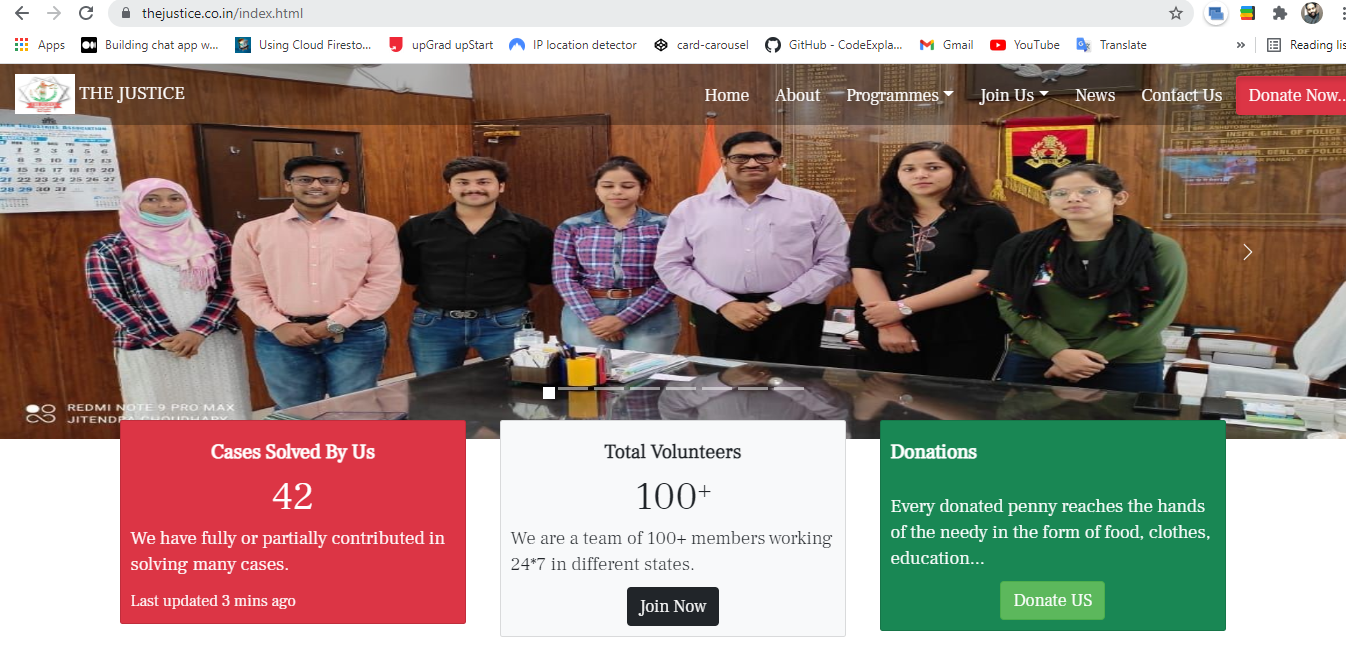 thejustice.co.in/index.html
Apps Building chat app w... Using Cloud Firesto... upGrad upStart IP location detector card-carousel GitHub - CodeExpla... Gmail YouTube Translate » Reading lis
THE JUSTICE Home About Programmes Join Us News Contact Us Donate Now..
REDMI NOTE 9 PRO MAX
JITENDRA CHOUDHARY
Cases Solved By Us
42
We have fully or partially contributed in
solving many cases.
Last updated 3 mins ago
Total Volunteers
100+
We are a team of 100+ members working
24*7 in different states.
Join Now
Donations
Every donated penny reaches the hands
of the needy in the form of food, clothes,
education...
Donate US